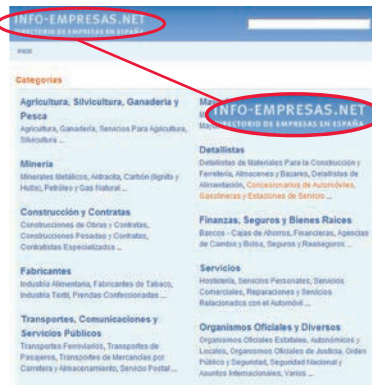 INFO-EMPRESAS.NET
DIRECTORIO DE EMPRESAS EN ESPAÑA
Inicio
Categorias
Agricultura, Silvicultura, Ganadería y
Pesca
Agricultura, Ganadería, Servicios Para Agricultura,
Silvicultura ...
Minería
Minerales Metálicos, Antracita, Carbón (lignito y
Hulla), Petróleo y Gas Natural ...
Construcción y Contratas
Construcciones de Obras y Contratas,
Construcciones Pesadas y Contratas,
Contratistas Especializados ...
Fabricantes
Industria Alimentaria, Fabricantes de Tabaco,
Industria Textil, Prendas Confeccionadas ...
Transportes, Comunicaciones y
Servicios Públicos
Transportes Ferroviarios, Transportes de
Pasajeros, Transportes de Mercancías por
Carretera y Almacenamiento, Servicio Postal ...
INFO-EMPRESAS.NET
DIRECTORIO DE EMPRESAS EN ESPAÑA
Detallistas
Detallistas de Materiales Para la Construcción y
Ferretería, Almacenes y Bazares, Detallistas de
Alimentación, Concesionarios de Automóviles,
Gasolineras y Estaciones de Servicio ...
Finanzas, Seguros y Bienes Raices
Bancos - Cajas de Ahorros, Financieras, Agencias
de Cambio y Bolsa, Seguros y Reaseguros ...
Servicios
Hostelería, Servicios Personales, Servicios
Comerciales, Reparaciones y Servicios
Relacionados con el Automóvil ...
Organismos Oficiales y Diversos
Organismos Oficiales Estatales, Autonómicos y
Locales, Organismos Oficiales de Justicia, Orden
Público y Seguridad, Seguridad Nacional y
Asuntos Internacionales, Varios ...